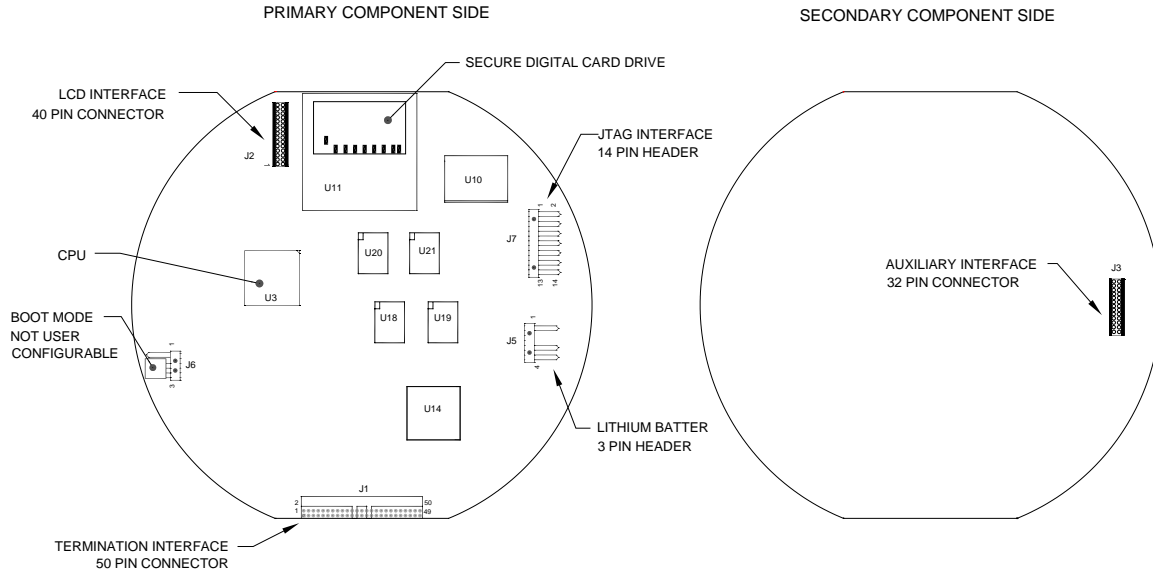 PRIMARY COMPONENT SIDE
SECONDARY COMPONENT SIDE
SECURE DIGITAL CARD DRIVE
LCD INTERFACE
40 PIN CONNECTOR
J2
1
U11
U10
JTAG INTERFACE
14 PIN HEADER
1 2
J7
13 14
U20
U21
CPU
U3
AUXILIARY INTERFACE
32 PIN CONNECTOR
J3
BOOT MODE
NOT USER
CONFIGURABLE
1
J6
3
U18
U19
1
J5
4
U14
LITHIUM BATTER
3 PIN HEADER
J1
2
50
1
49
TERMINATION INTERFACE
50 PIN CONNECTOR